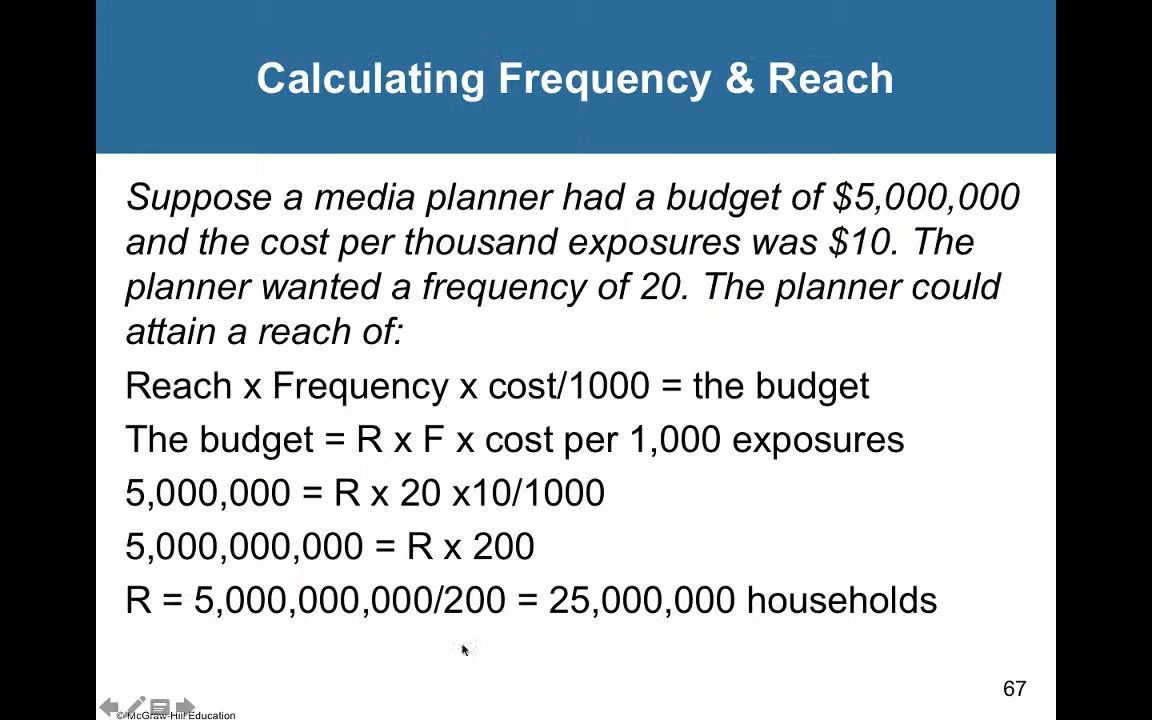 Calculating Frequency & Reach
Suppose a media planner had a budget of $5,000,000
and the cost per thousand exposures was $10. The
planner wanted a frequency of 20. The planner could
attain a reach of:
Reach x Frequency x cost/1000 = the budget
The budget = R x F x cost per 1,000 exposures
5,000,000 = R x 20 x10/1000
5,000,000,000 = R x 200
R = 5,000,000,000/200 = 25,000,000 households
67
© McGraw-Hill Education